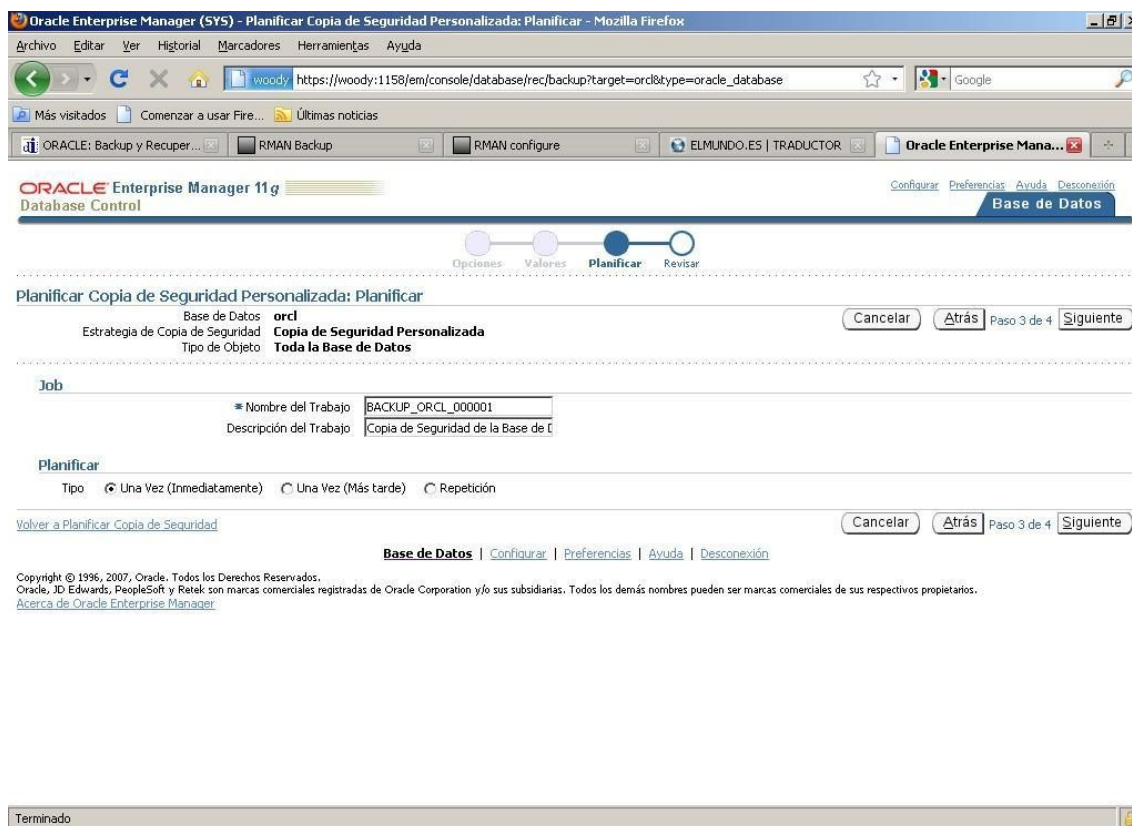 Oracle Enterprise Manager (SYS) - Planificar Copia de Seguridad Personalizada: Planificar - Mozilla Firefox
Archivo Editar Ver Historial Marcadores Herramientas Ayuda
woody https://woody:1158/em/console/database/rec/backup?target=orcl&type=oracle_database Google
Más visitados Comenzar a usar Fire... Últimas noticias
ORACLE: Backup y Recuper... RMAN Backup RMAN configure ELMUNDO.ES | TRADUCTOR Oracle Enterprise Mana...
ORACLE Enterprise Manager 11g
Database Control
Configurar Preferencias Ayuda Desconexión
Base de Datos
Opciones Valores Planificar Revisar
Planificar Copia de Seguridad Personalizada: Planificar
Base de Datos orcl
Estrategia de Copia de Seguridad Copia de Seguridad Personalizada
Tipo de Objeto Toda la Base de Datos
Cancelar Atrás Paso 3 de 4 Siguiente
Job
* Nombre del Trabajo BACKUP_ORCL_000001
Descripción del Trabajo Copia de Seguridad de la Base de D
Planificar
Tipo Una Vez (Inmediatamente) Una Vez (Más tarde) Repetición
Volver a Planificar Copia de Seguridad
Cancelar Atrás Paso 3 de 4 Siguiente
Base de Datos | Configurar | Preferencias | Ayuda | Desconexión
Copyright © 1996, 2007, Oracle. Todos los Derechos Reservados.
Oracle, JD Edwards, PeopleSoft y Retek son marcas comerciales registradas de Oracle Corporation y/o sus subsidiarias. Todos los demás nombres pueden ser marcas comerciales de sus respectivos propietarios.
Acerca de Oracle Enterprise Manager
Terminado